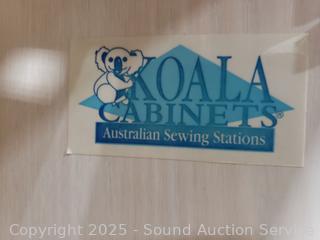 KOALA
CABINETS®
Australian Sewing Stations
Copyright 2025 - Sound Auction Service